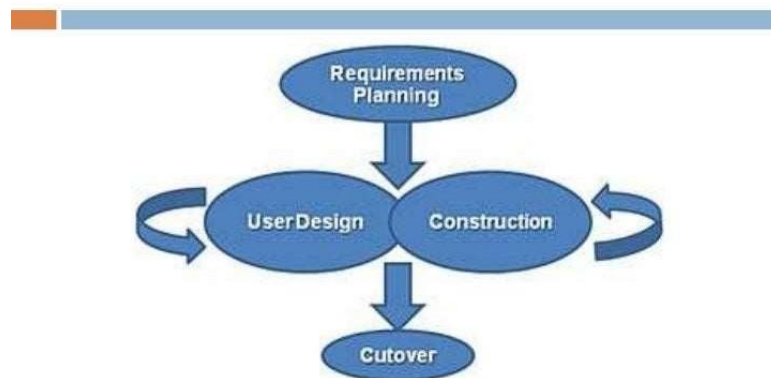 Requirements
Planning
UserDesign
Construction
Cutover